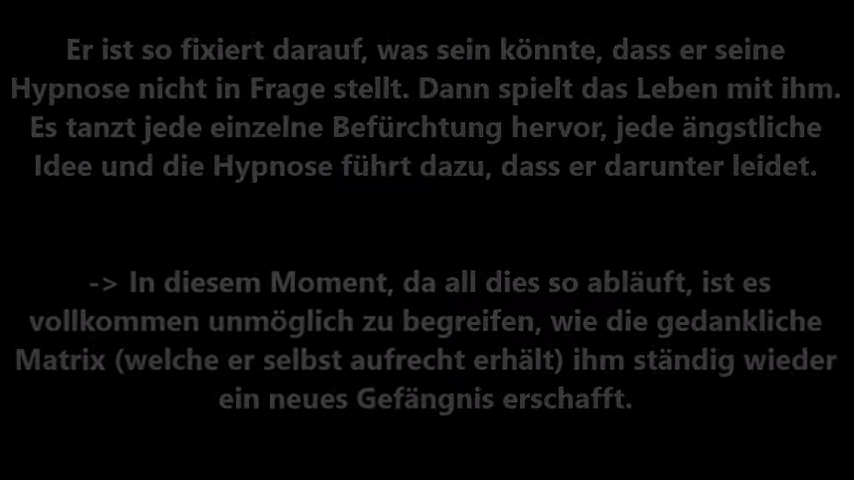 Er ist so fixiert darauf, was sein könnte, dass er seine
Hypnose nicht in Frage stellt. Dann spielt das Leben mit ihm.
Es tanzt jede einzelne Befürchtung hervor, jede ängstliche
Idee und die Hypnose führt dazu, dass er darunter leidet.
-> In diesem Moment, da all dies so abläuft, ist es
vollkommen unmöglich zu begreifen, wie die gedankliche
Matrix (welche er selbst aufrecht erhält) ihm ständig wieder
ein neues Gefängnis erschafft.